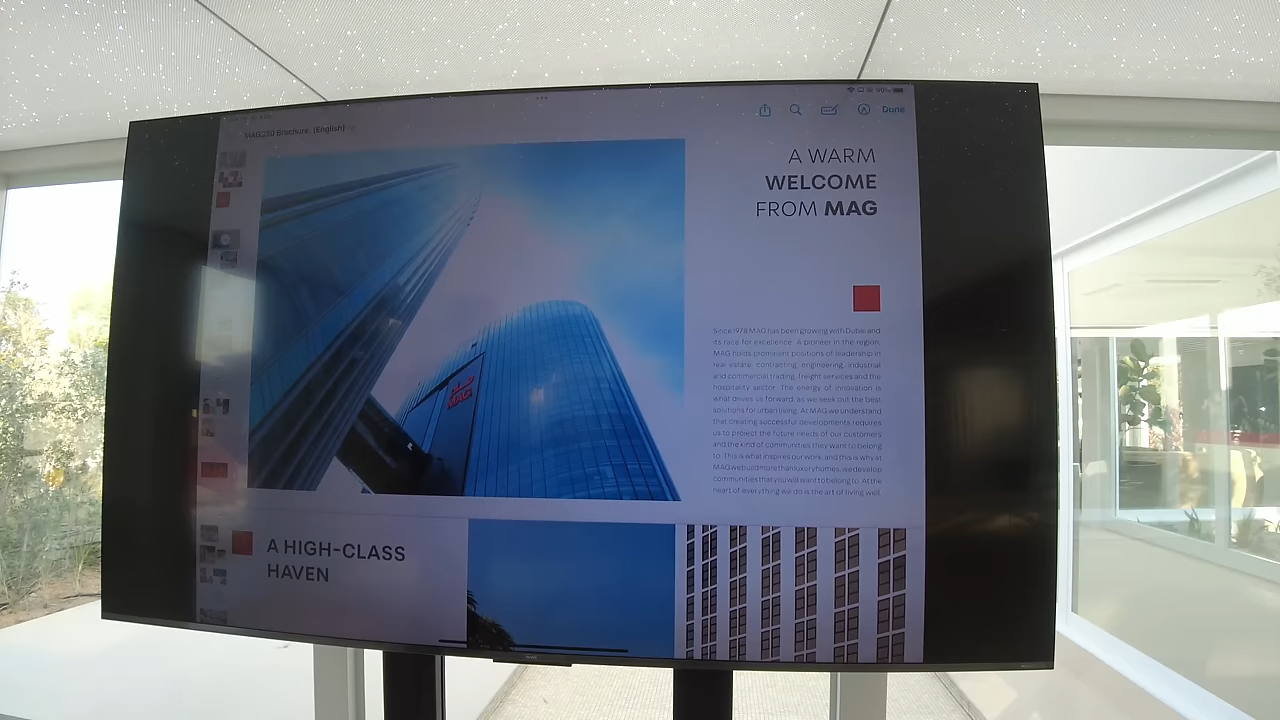 90%
Done
MAG230 Brochure (English)
A WARM
WELCOME
FROM MAG
MAG
Since 1978 MAG has been growing with Dubai and
its race for excellence. A pioneer in the region,
MAG holds prominent positions of leadership in
real estate, contracting, engineering, industrial
and commercial trading, freight services and the
hospitality sector. The energy of innovation is
what drives us forward, as we seek out the best
solutions for urban living. At MAG we understand
that creating successful developments requires
us to project the future needs of our customers
and the kind of communities they want to belong
to. This is what inspires our work, and this is why at
MAG we build more than luxury homes, we develop
communities that you will want to belong to. At the
heart of everything we do is the art of living well.
A HIGH-CLASS
HAVEN